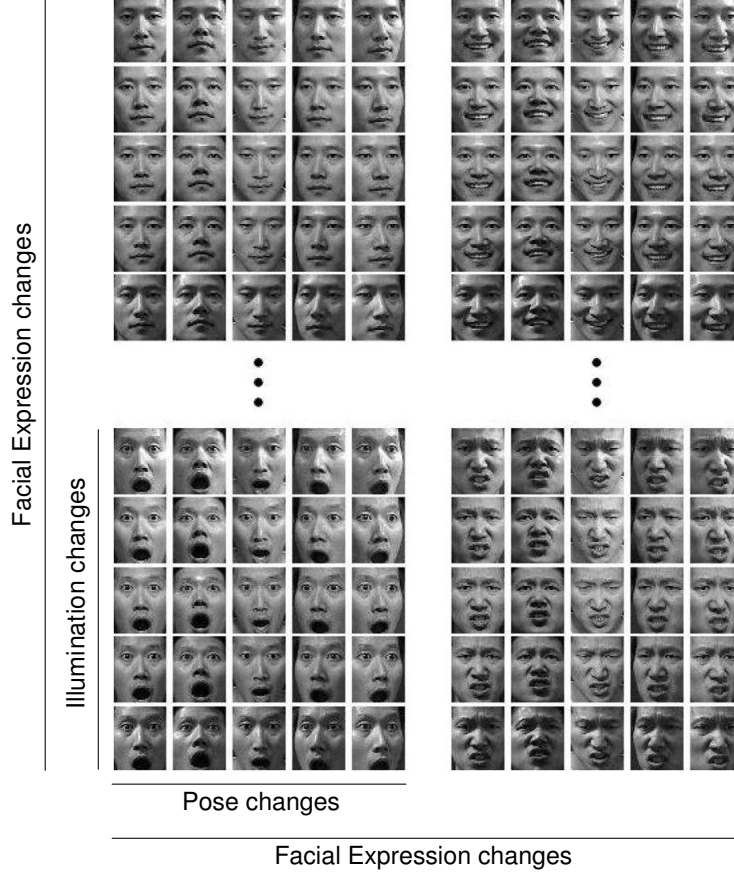 Facial Expression changes
Illumination changes
Pose changes
Facial Expression changes